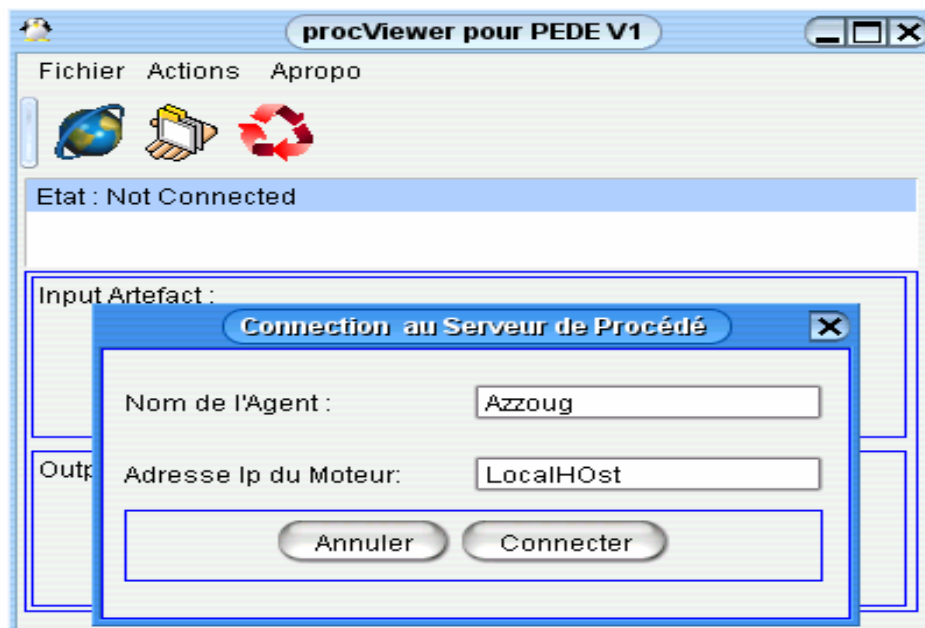 procViewer pour PEDE V1
Fichier Actions Apropo
Etat : Not Connected
Input Artefact :
Connection au Serveur de Procédé
Nom de l'Agent : Azzoug
Outp
Adresse Ip du Moteur: LocalHOst
Annuler Connecter